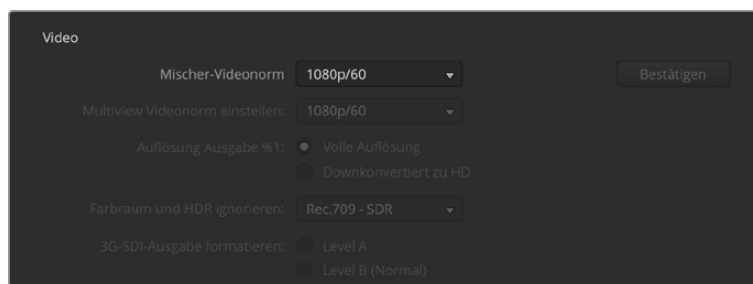 Video
Mischer-Videonorm 1080p/60 Bestätigen
Multiview Videonorm einstellen: 1080p/60
Auflösung Ausgabe %1: Volle Auflösung
Downkonvertiert zu HD
Farbraum und HDR ignorieren: Rec.709 - SDR
3G-SDI-Ausgabe formatieren: Level A
Level B (Normal)